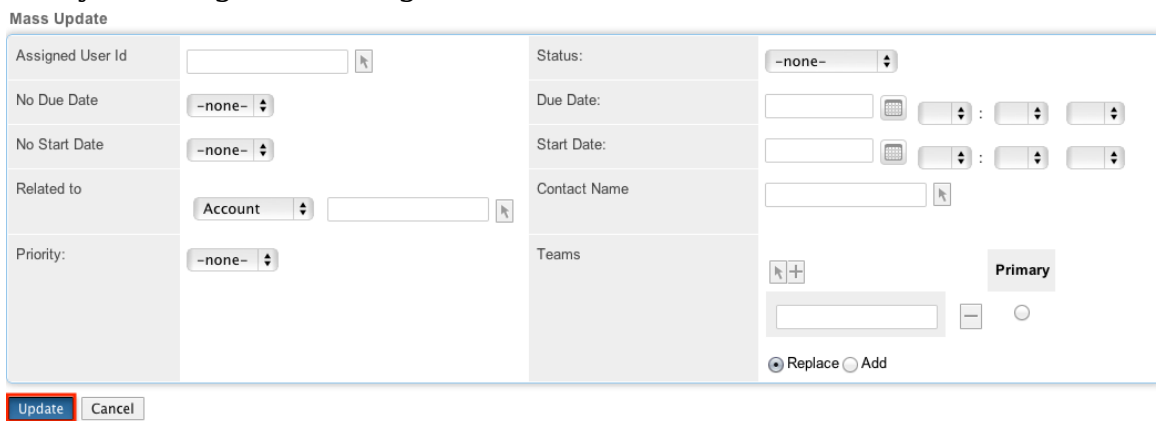 Mass Update
Assigned User Id
Status:
-none-
No Due Date
-none-
Due Date:
:
No Start Date
-none-
Start Date:
:
Related to
Account
Contact Name
Priority:
-none-
Teams
Primary
Replace Add
Update Cancel